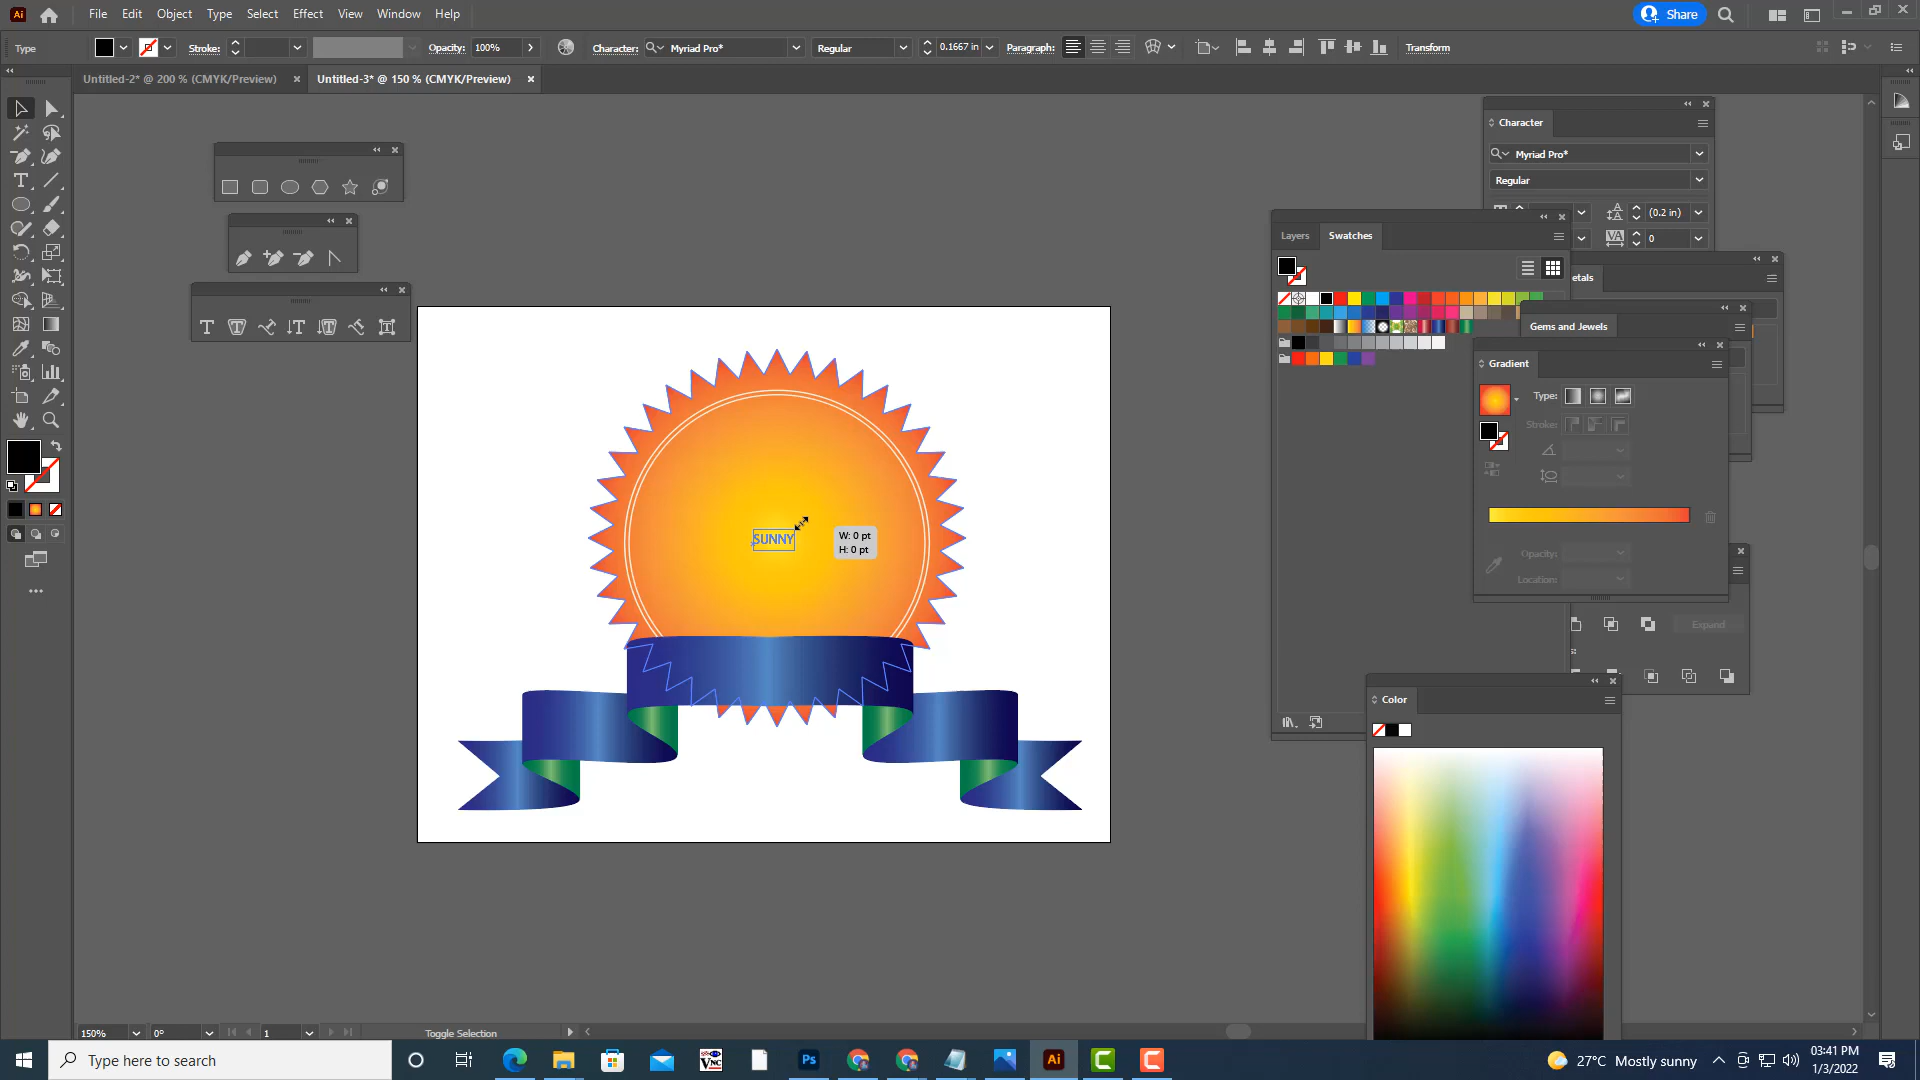 Ai File Edit Object Type Select Effect View Window Help Share
Type Stroke: Opacity: 100% Character: Myriad Pro* Regular 0.1667 in Paragraph: Transform
Untitled-2* @ 200 % (CMYK/Preview) × Untitled-3* @ 150 % (CMYK/Preview) ×
Character
Myriad Pro*
Regular
(0.2 in)
0
Layers Swatches
etals
Gems and Jewels
Gradient
Type:
Stroke:
Opacity:
Location:
SUNNY
W: 0 pt
H: 0 pt
Expand
s:
Color
150% 0° 1 Toggle Selection
Type here to search
Ps
Ai
27°C Mostly sunny
03:41 PM
1/3/2022